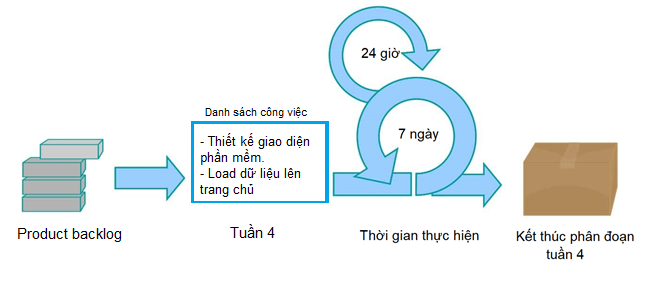 24 giờ
Danh sách công việc
- Thiết kế giao diện
phần mềm.
- Load dữ liệu lên
trang chủ
7 ngày
Product backlog
Tuần 4
Thời gian thực hiện
Kết thúc phân đoạn
tuần 4